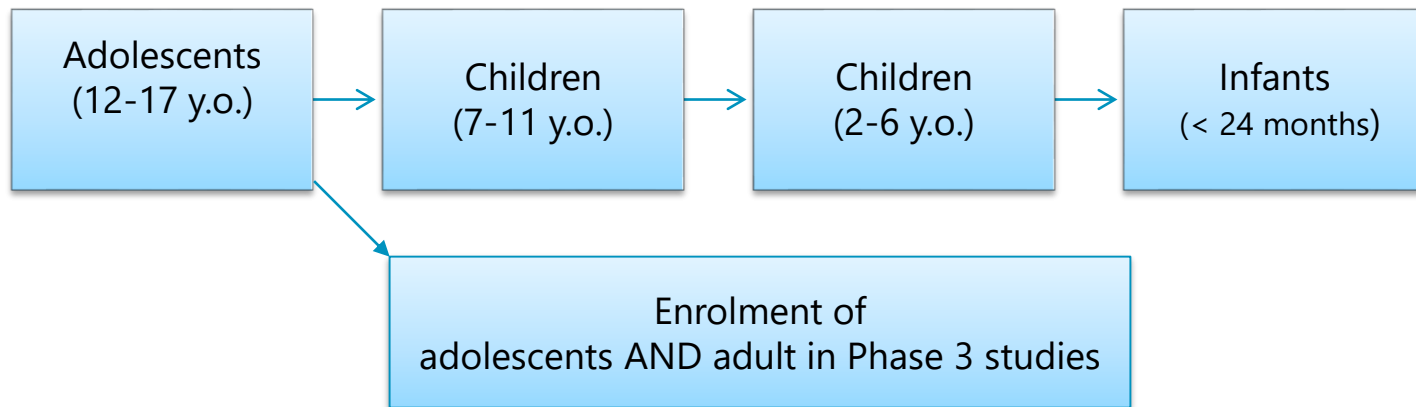 Adolescents
(12-17 y.o.)
Children
(7-11 y.o.)
Children
(2-6 y.o.)
Infants
(< 24 months)
Enrolment of
adolescents AND adult in Phase 3 studies